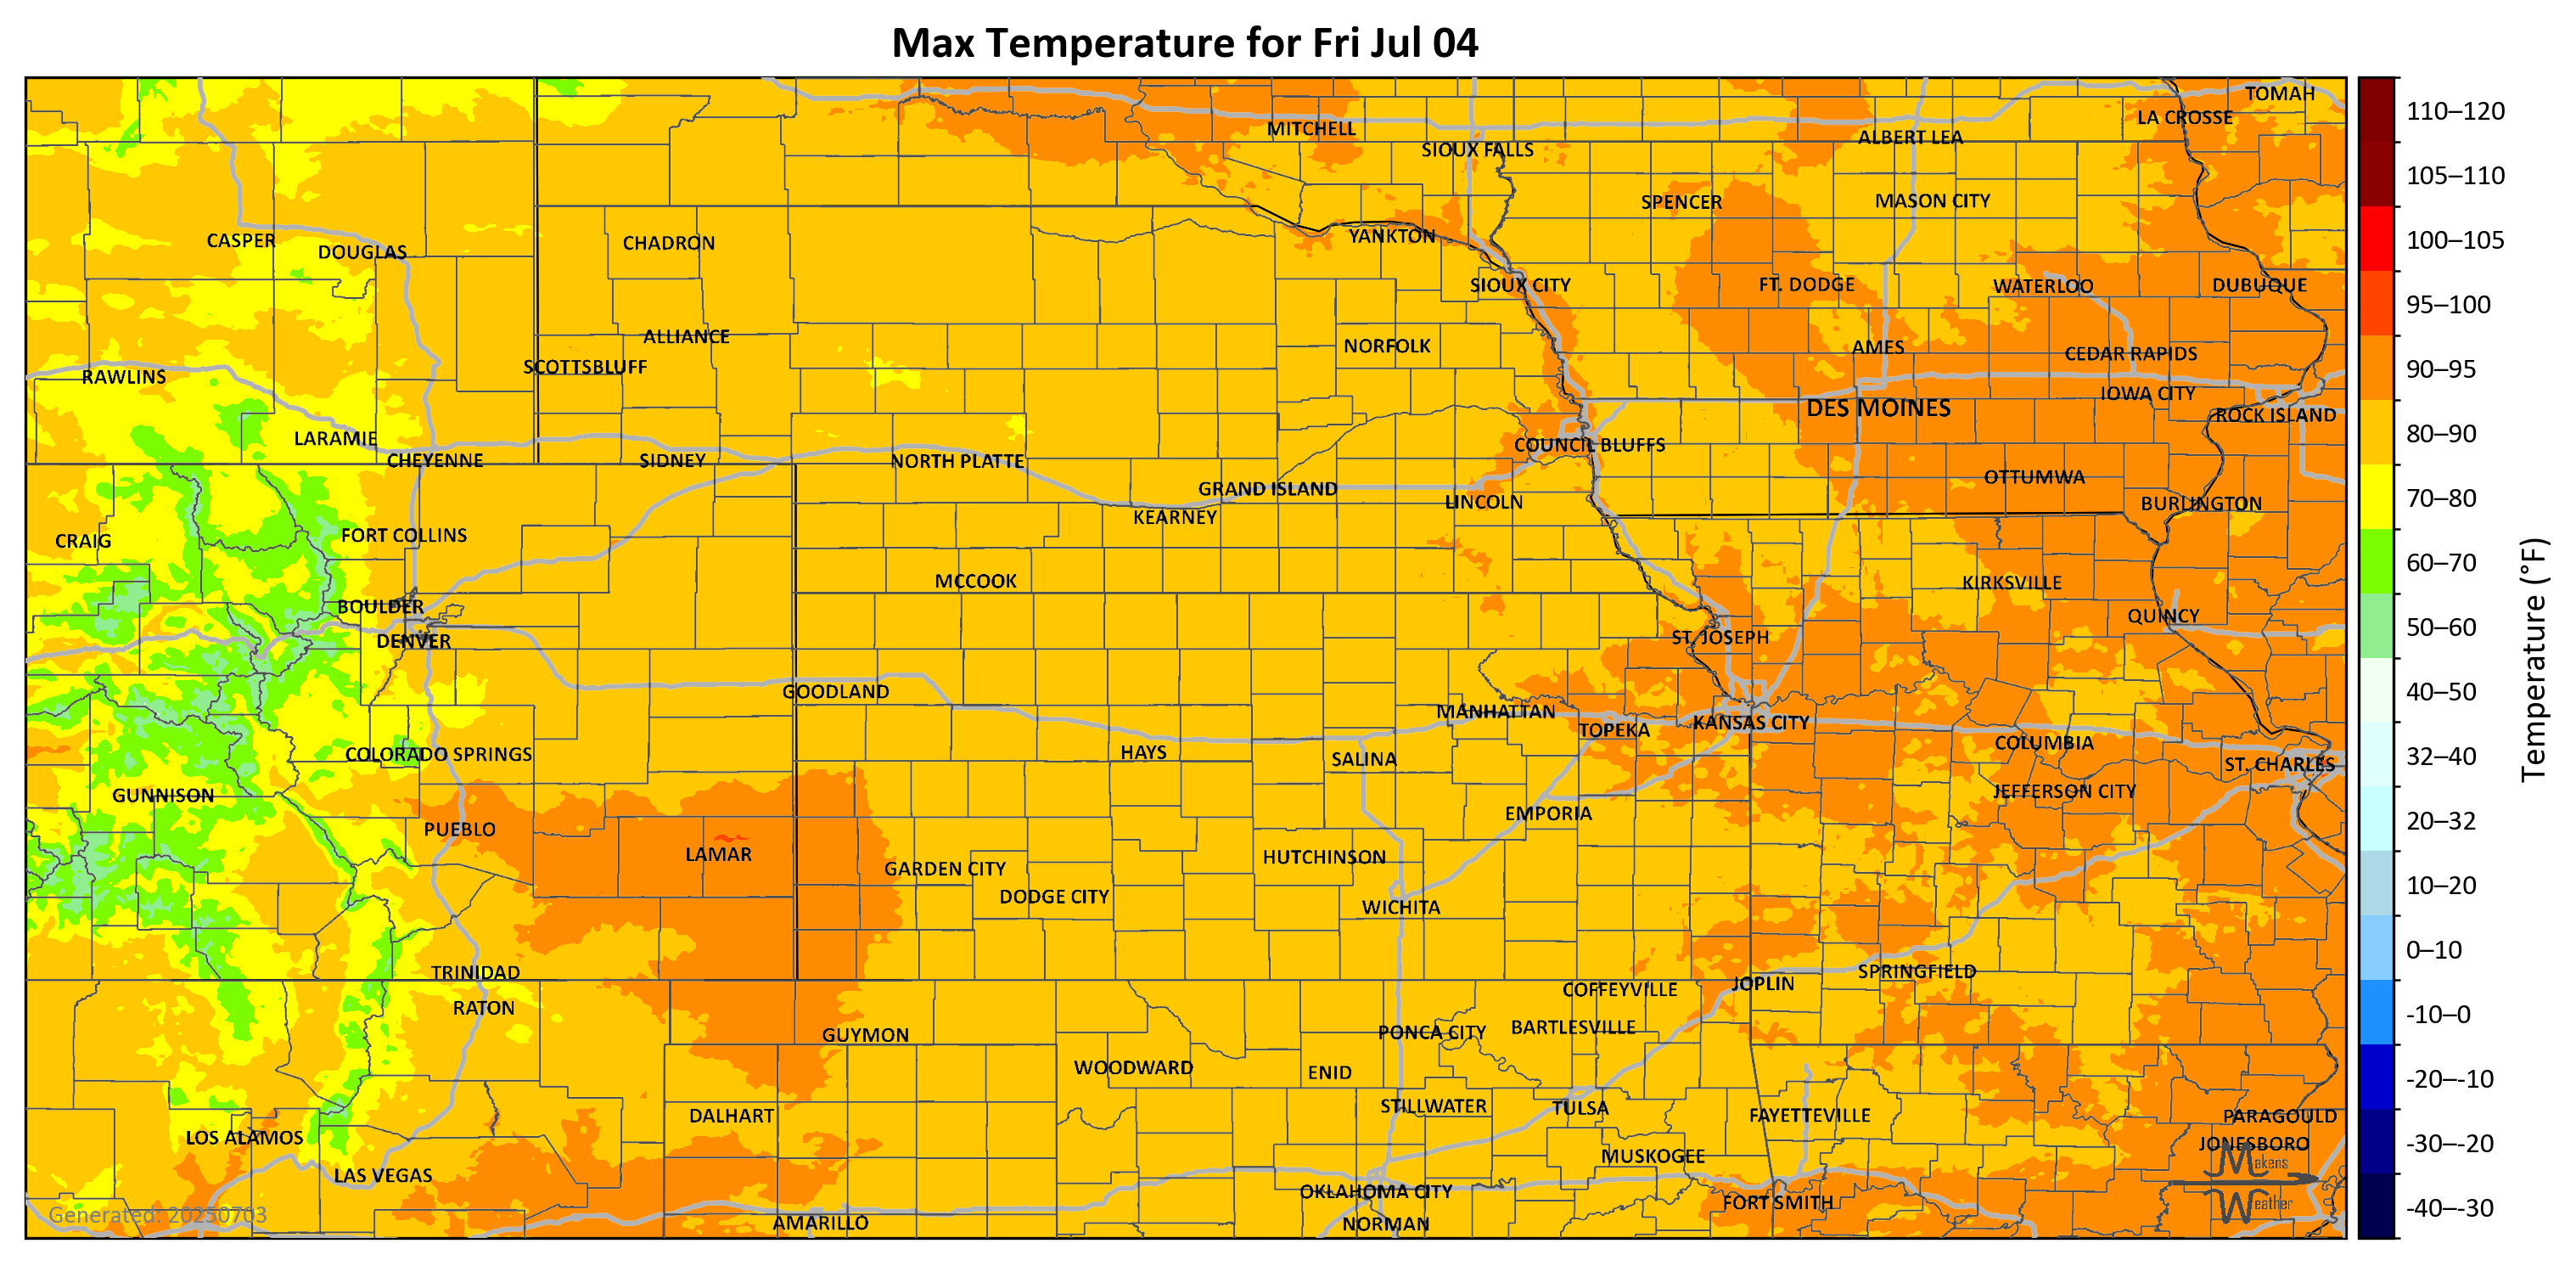 Max Temperature for Fri Jul 04
TOMAH
LA CROSSE
MITCHELL
ALBERT LEA
SIOUX FALLS
SPENCER
MASON CITY
YANKTON
CASPER
CHADRON
DOUGLAS
SIOUX CITY
FT. DODGE
WATERLOO
DUBUQUE
ALLIANCE
NORFOLK
AMES
CEDAR RAPIDS
SCOTTSBLUFF
RAWLINS
IOWA CITY
DES MOINES
ROCK ISLAND
LARAMIE
COUNCIL BLUFFS
CHEYENNE
SIDNEY
NORTH PLATTE
OTTUMWA
GRAND ISLAND
LINCOLN
BURLINGTON
KEARNEY
FORT COLLINS
CRAIG
MCCOOK
KIRKSVILLE
BOULDER
QUINCY
DENVER
ST. JOSEPH
GOODLAND
MANHATTAN
KANSAS CITY
TOPEKA
COLUMBIA
COLORADO SPRINGS
HAYS
SALINA
ST. CHARLES
GUNNISON
JEFFERSON CITY
EMPORIA
PUEBLO
LAMAR
HUTCHINSON
GARDEN CITY
DODGE CITY
WICHITA
TRINIDAD
SPRINGFIELD
JOPLIN
COFFEYVILLE
RATON
BARTLESVILLE
PONCA CITY
GUYMON
WOODWARD
ENID
STILLWATER
TULSA
DALHART
FAYETTEVILLE
PARAGOULD
LOS ALAMOS
JONESBORO
MUSKOGEE
LAS VEGAS
OKLAHOMA CITY
FORT SMITH
AMARILLO
NORMAN
Generated: 20250703
Makens
Weather
110–120
105–110
100–105
95–100
90–95
80–90
70–80
60–70
50–60
40–50
32–40
20–32
10–20
0–10
-10–0
-20–-10
-30–-20
-40–-30
Temperature (°F)